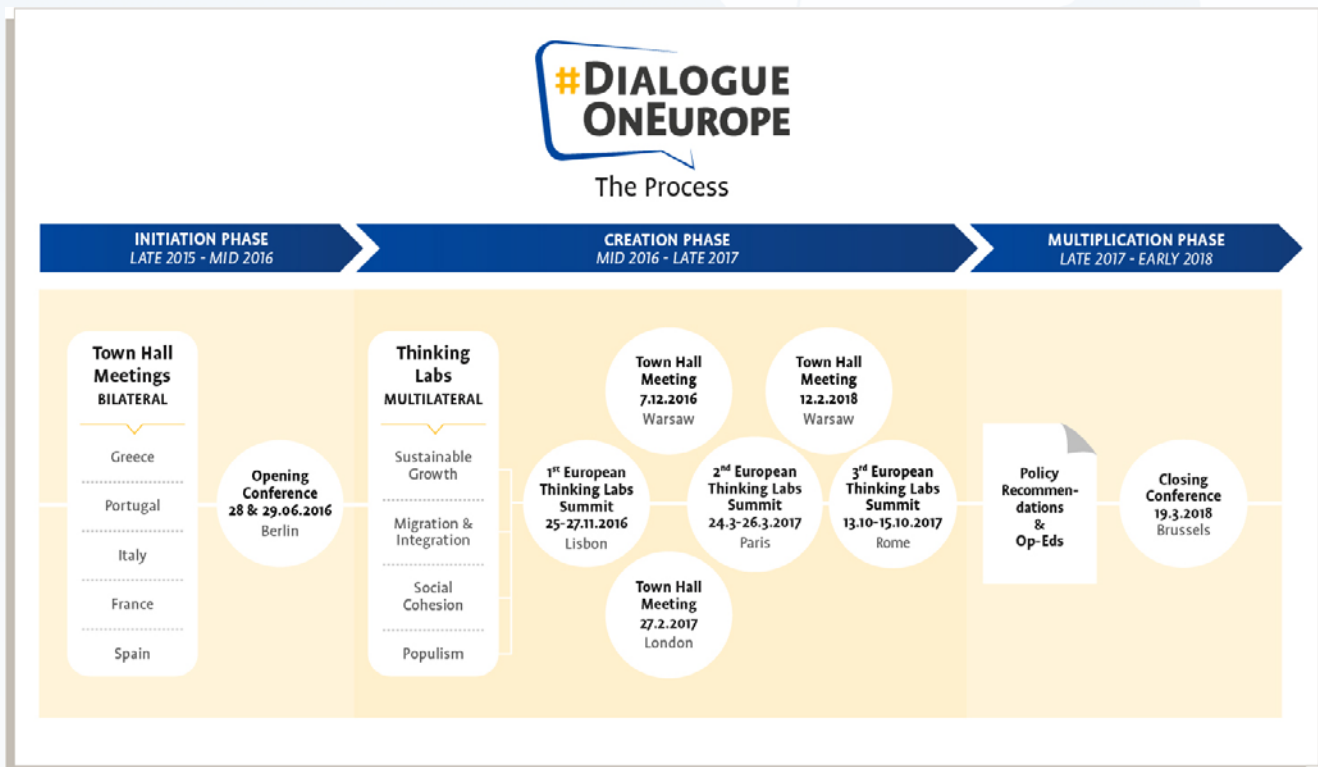 #DIALOGUE
ONEUROPE
The Process
INITIATION PHASE
LATE 2015 - MID 2016
CREATION PHASE
MID 2016 - LATE 2017
MULTIPLICATION PHASE
LATE 2017 - EARLY 2018
Town Hall
Meetings
BILATERAL
Greece
Portugal
Italy
France
Spain
Opening
Conference
28 & 29.06.2016
Berlin
Thinking
Labs
MULTILATERAL
Sustainable
Growth
Migration &
Integration
Social
Cohesion
Populism
1st European
Thinking Labs
Summit
25-27.11.2016
Lisbon
Town Hall
Meeting
7.12.2016
Warsaw
Town Hall
Meeting
27.2.2017
London
2nd European
Thinking Labs
Summit
24.3-26.3.2017
Paris
Town Hall
Meeting
12.2.2018
Warsaw
3rd European
Thinking Labs
Summit
13.10-15.10.2017
Rome
Policy
Recommen-
dations
&
Op-Eds
Closing
Conference
19.3.2018
Brussels